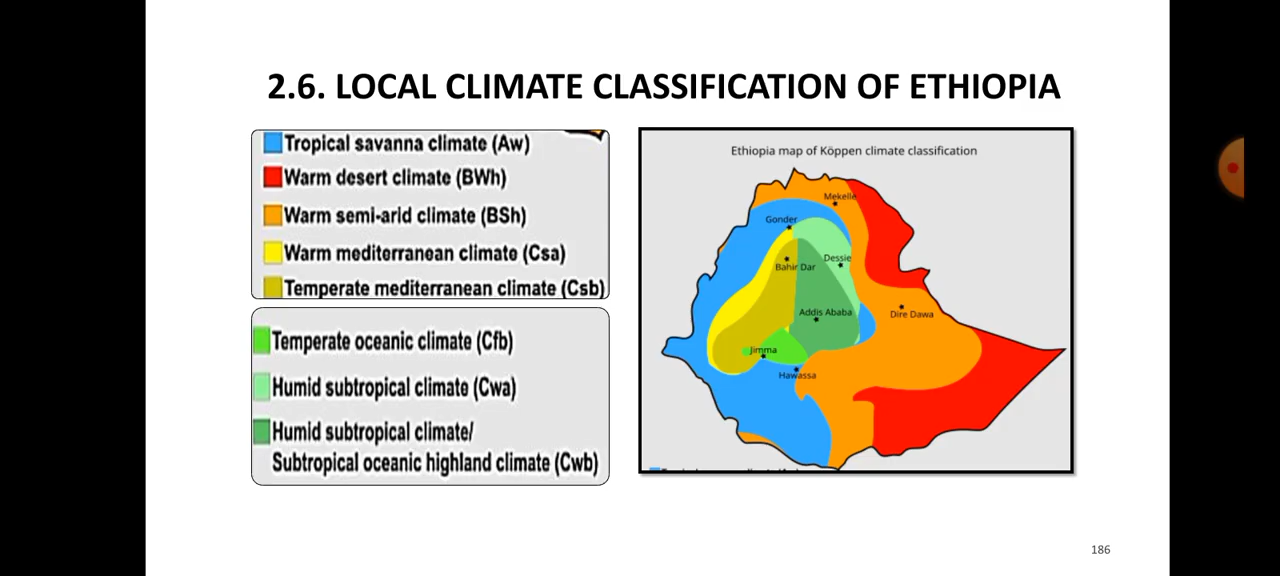 2.6. LOCAL CLIMATE CLASSIFICATION OF ETHIOPIA
Tropical savanna climate (Aw)
Warm desert climate (BWh)
Warm semi-arid climate (BSh)
Warm mediterranean climate (Csa)
Temperate mediterranean climate (Csb)
Temperate oceanic climate (Cfb)
Humid subtropical climate (Cwa)
Humid subtropical climate/
Subtropical oceanic highland climate (Cwb)
Ethiopia map of Köppen climate classification
Mekelle
Gonder
Dessie
Bahir Dar
Addis Ababa
Dire Dawa
Jimma
Hawassa
186